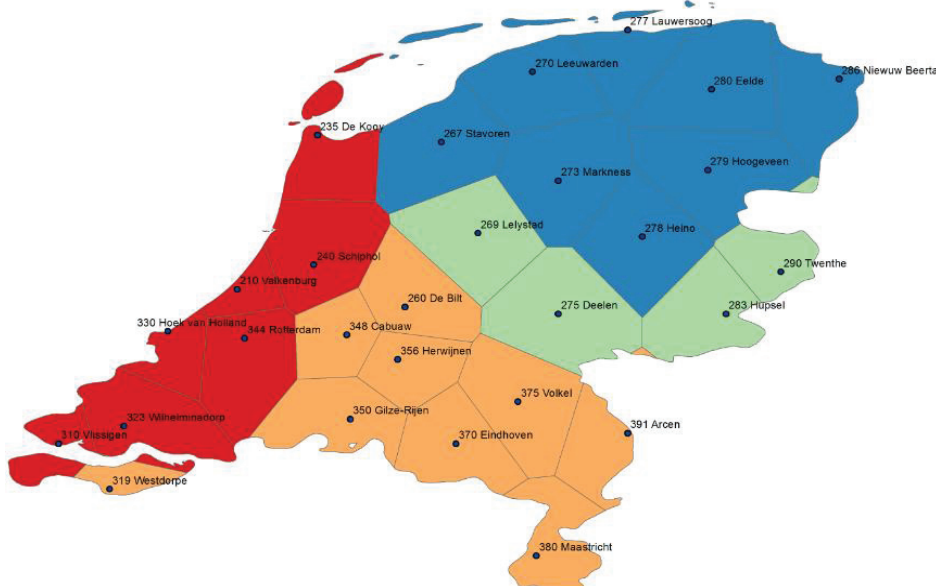 277 Lauwersoog
270 Leeuwarden
286 Niewuw Beerta
280 Eelde
235 De Kooy
267 Stavoren
279 Hoogeveen
273 Markness
269 Lelystad
278 Heino
240 Schiphol
290 Twenthe
210 Valkenburg
260 De Bilt
275 Deelen
283 Hupsel
330 Hoek van Holland
344 Rotterdam
348 Cabuaw
356 Herwijnen
375 Volkel
350 Gilze-Rijen
323 Wilhelminadorp
391 Arcen
310 Vlissigen
370 Eindhoven
319 Westdorpe
380 Maastricht